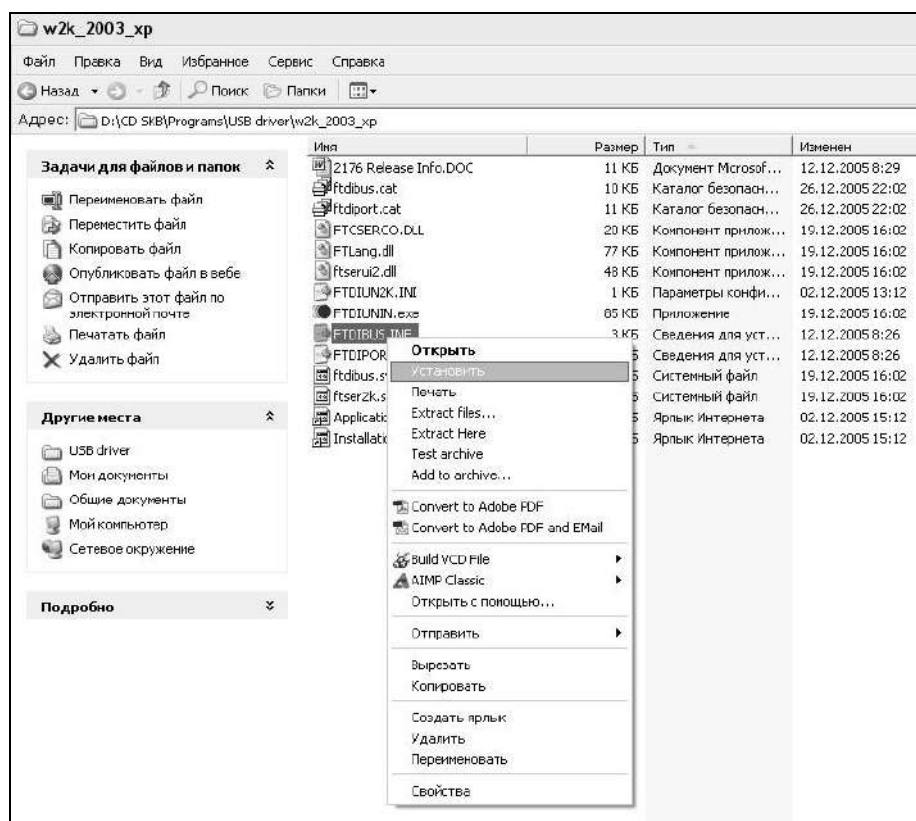 w2k_2003_xp
Файл Правка Вид Избранное Сервис Справка
Назад Поиск Папки
Адрес: D:\CD SKB\Programs\USB driver\w2k_2003_xp
Имя Размер Тип Изменен
Задачи для файлов и папок
Переименовать файл
Переместить файл
Копировать файл
Опубликовать файл в вебе
Отправить этот файл по
электронной почте
Печатать файл
Удалить файл
Другие места
USB driver
Мои документы
Общие документы
Мой компьютер
Сетевое окружение
Подробно
2176 Release Info.DOC 11 КБ Документ Microsof... 12.12.2005 8:29
ftdibus.cat 10 КБ Каталог безопасн... 26.12.2005 22:02
ftdiport.cat 11 КБ Каталог безопасн... 26.12.2005 22:02
FTCSERCO.DLL 20 КБ Компонент прилож... 19.12.2005 16:02
FTLang.dll 77 КБ Компонент прилож... 19.12.2005 16:02
ftserui2.dll 48 КБ Компонент прилож... 19.12.2005 16:02
FTDIUN2K.INI 1 КБ Параметры конфи... 02.12.2005 13:12
FTDIUNIN.exe 85 КБ Приложение 19.12.2005 16:02
FTDIBUS.INF 3 КБ Сведения для уст... 12.12.2005 8:26
FTDIPOR Б Сведения для уст... 12.12.2005 8:26
ftdibus.s Б Системный файл 19.12.2005 16:02
ftser2k.s Б Системный файл 19.12.2005 16:02
Applicatio Б Ярлык Интернета 02.12.2005 15:12
Installatio Б Ярлык Интернета 02.12.2005 15:12
Открыть
Установить
Печать
Extract files...
Extract Here
Test archive
Add to archive...
Convert to Adobe PDF
Convert to Adobe PDF and EMail
Build VCD File
AIMP Classic
Открыть с помощью...
Отправить
Вырезать
Копировать
Создать ярлык
Удалить
Переименовать
Свойства